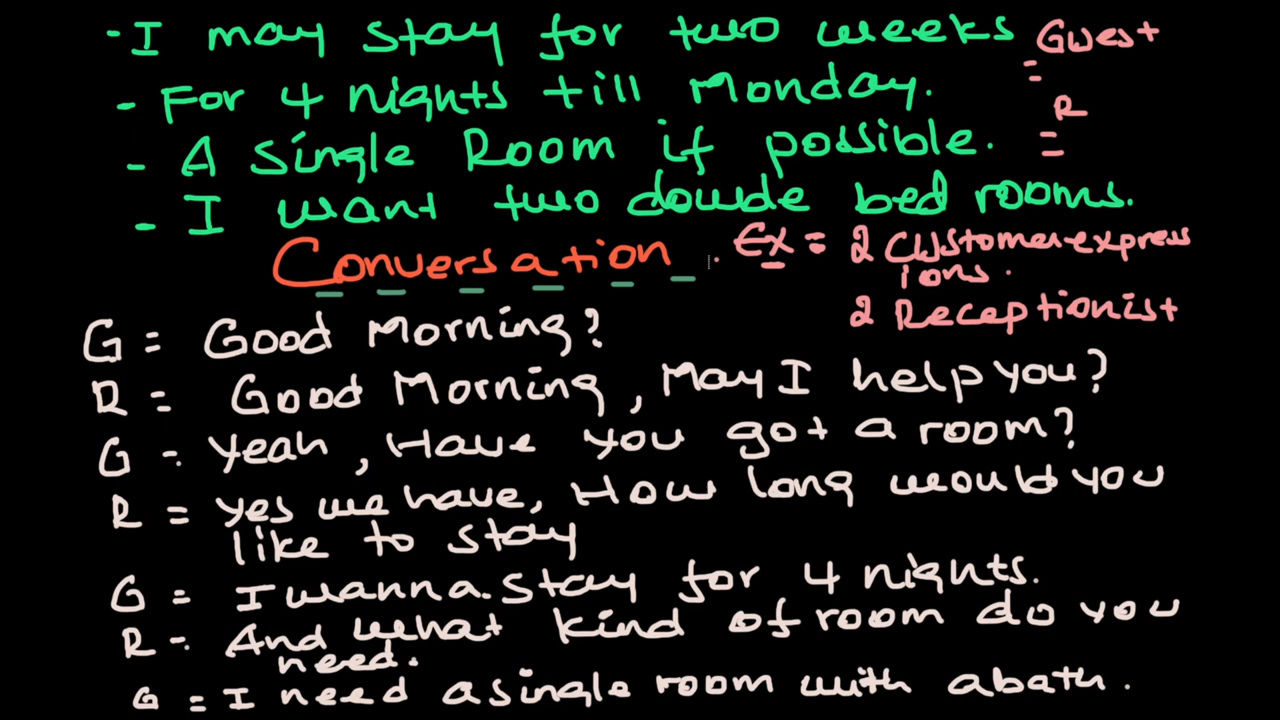 - I may stay for two weeks
Guest
=
- For 4 nights till Monday.
R
=
- A single Room if possible.
- I want two double bed rooms.
Conversation . Ex = 2 Customer express
ions.
2 Receptionist
G = Good Morning?
R = Good Morning, May I help you?
G = yeah, Have you got a room?
R = yes we have, How long would you
like to stay
G = I wanna. stay for 4 nights.
R = And what kind of room do you
need.
G = I need a single room with a bath.